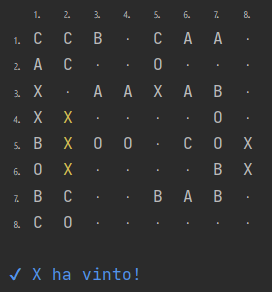 1. 2. 3. 4. 5. 6. 7. 8.
1. C C B · C A A ·
2. A C · · O · · ·
3. X · A A X A B ·
4. X X · · · · O ·
5. B X O O · C O X
6. O X · · · · B X
7. B C · · B A B ·
8. C O · · · · · ·
✓ X ha vinto!